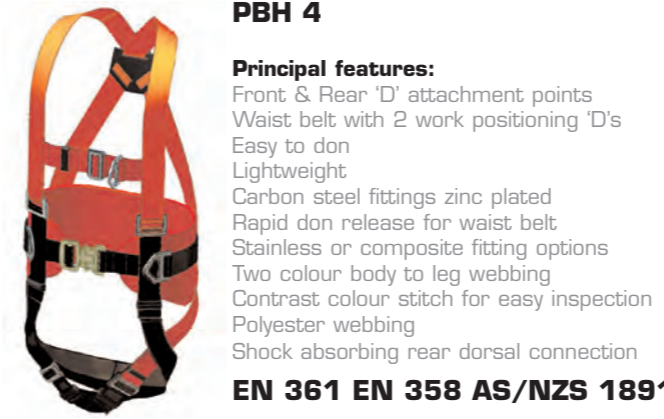 PBH 4
Principal features:
Front & Rear ‘D’ attachment points
Waist belt with 2 work positioning ‘D’s
Easy to don
Lightweight
Carbon steel fittings zinc plated
Rapid don release for waist belt
Stainless or composite fitting options
Two colour body to leg webbing
Contrast colour stitch for easy inspection
Polyester webbing
Shock absorbing rear dorsal connection
EN 361 EN 358 AS/NZS 1891